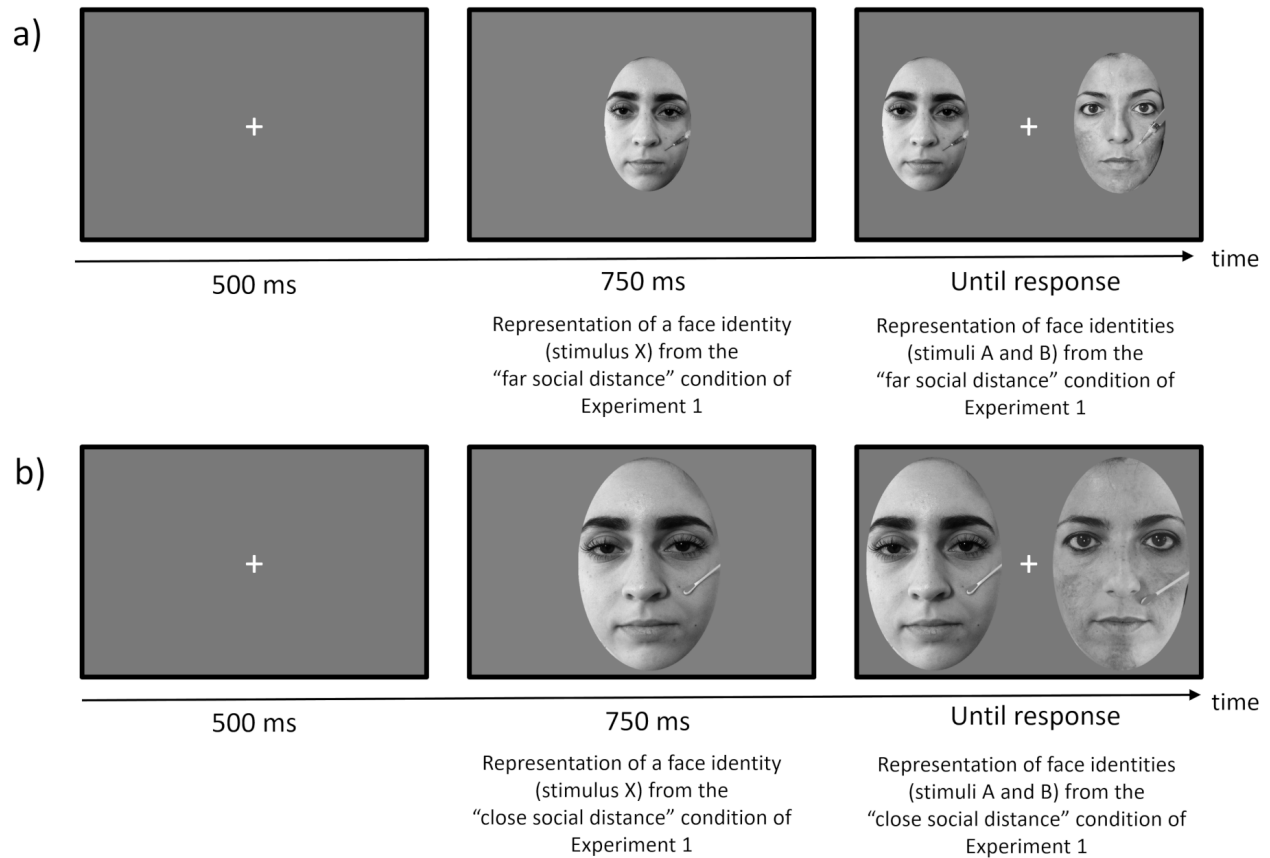 a)
+
+
time
500 ms
750 ms
Until response
Representation of a face identity
(stimulus X) from the
“far social distance” condition of
Experiment 1
Representation of face identities
(stimuli A and B) from the
“far social distance” condition of
Experiment 1
b)
+
+
time
500 ms
750 ms
Until response
Representation of a face identity
(stimulus X) from the
“close social distance” condition of
Experiment 1
Representation of face identities
(stimuli A and B) from the
“close social distance” condition of
Experiment 1